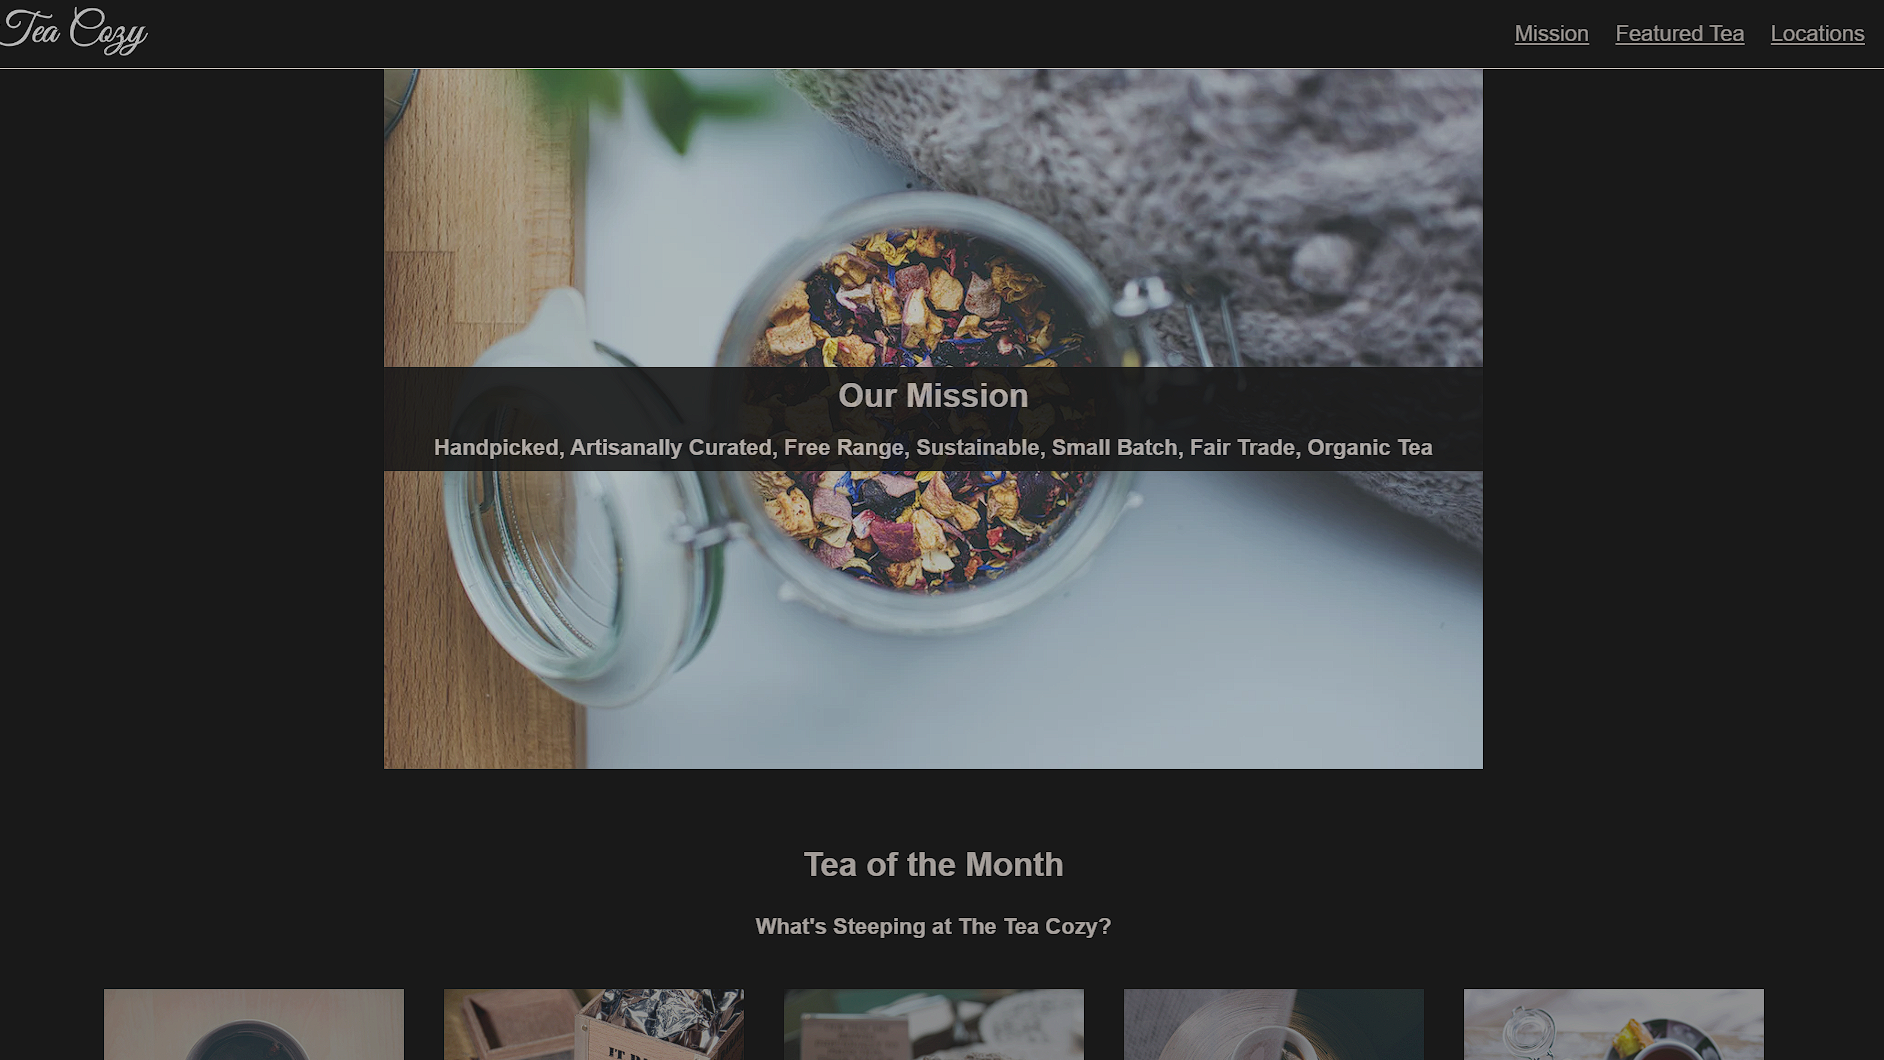 Tea Cozy
Mission Featured Tea Locations
Our Mission
Handpicked, Artisanally Curated, Free Range, Sustainable, Small Batch, Fair Trade, Organic Tea
Tea of the Month
What's Steeping at The Tea Cozy?